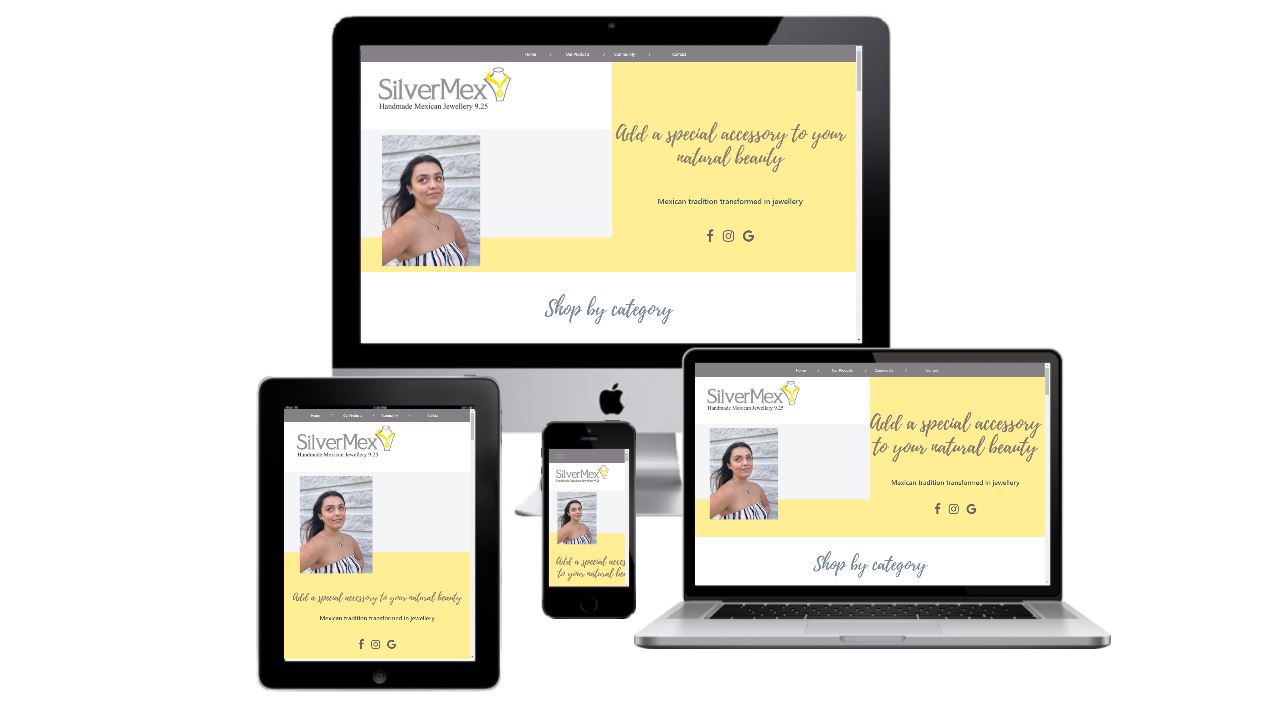 Home / Our Products / Community / Contact
SilverMex
Handmade Mexican Jewellery 9.25
Add a special accessory to your
natural beauty
Mexican tradition transformed in jewellery
Shop by category
Home / Our Products / Community / Contact
SilverMex
Handmade Mexican Jewellery 9.25
Add a special accessory to your natural beauty
Mexican tradition transformed in jewellery
SilverMex
Handmade Mexican Jewellery 9.25
Add a special acces
to your natural be
Home / Our Products / Community / Contact
SilverMex
Handmade Mexican Jewellery 9.25
Add a special accessory
to your natural beauty
Mexican tradition transformed in jewellery
Shop by category